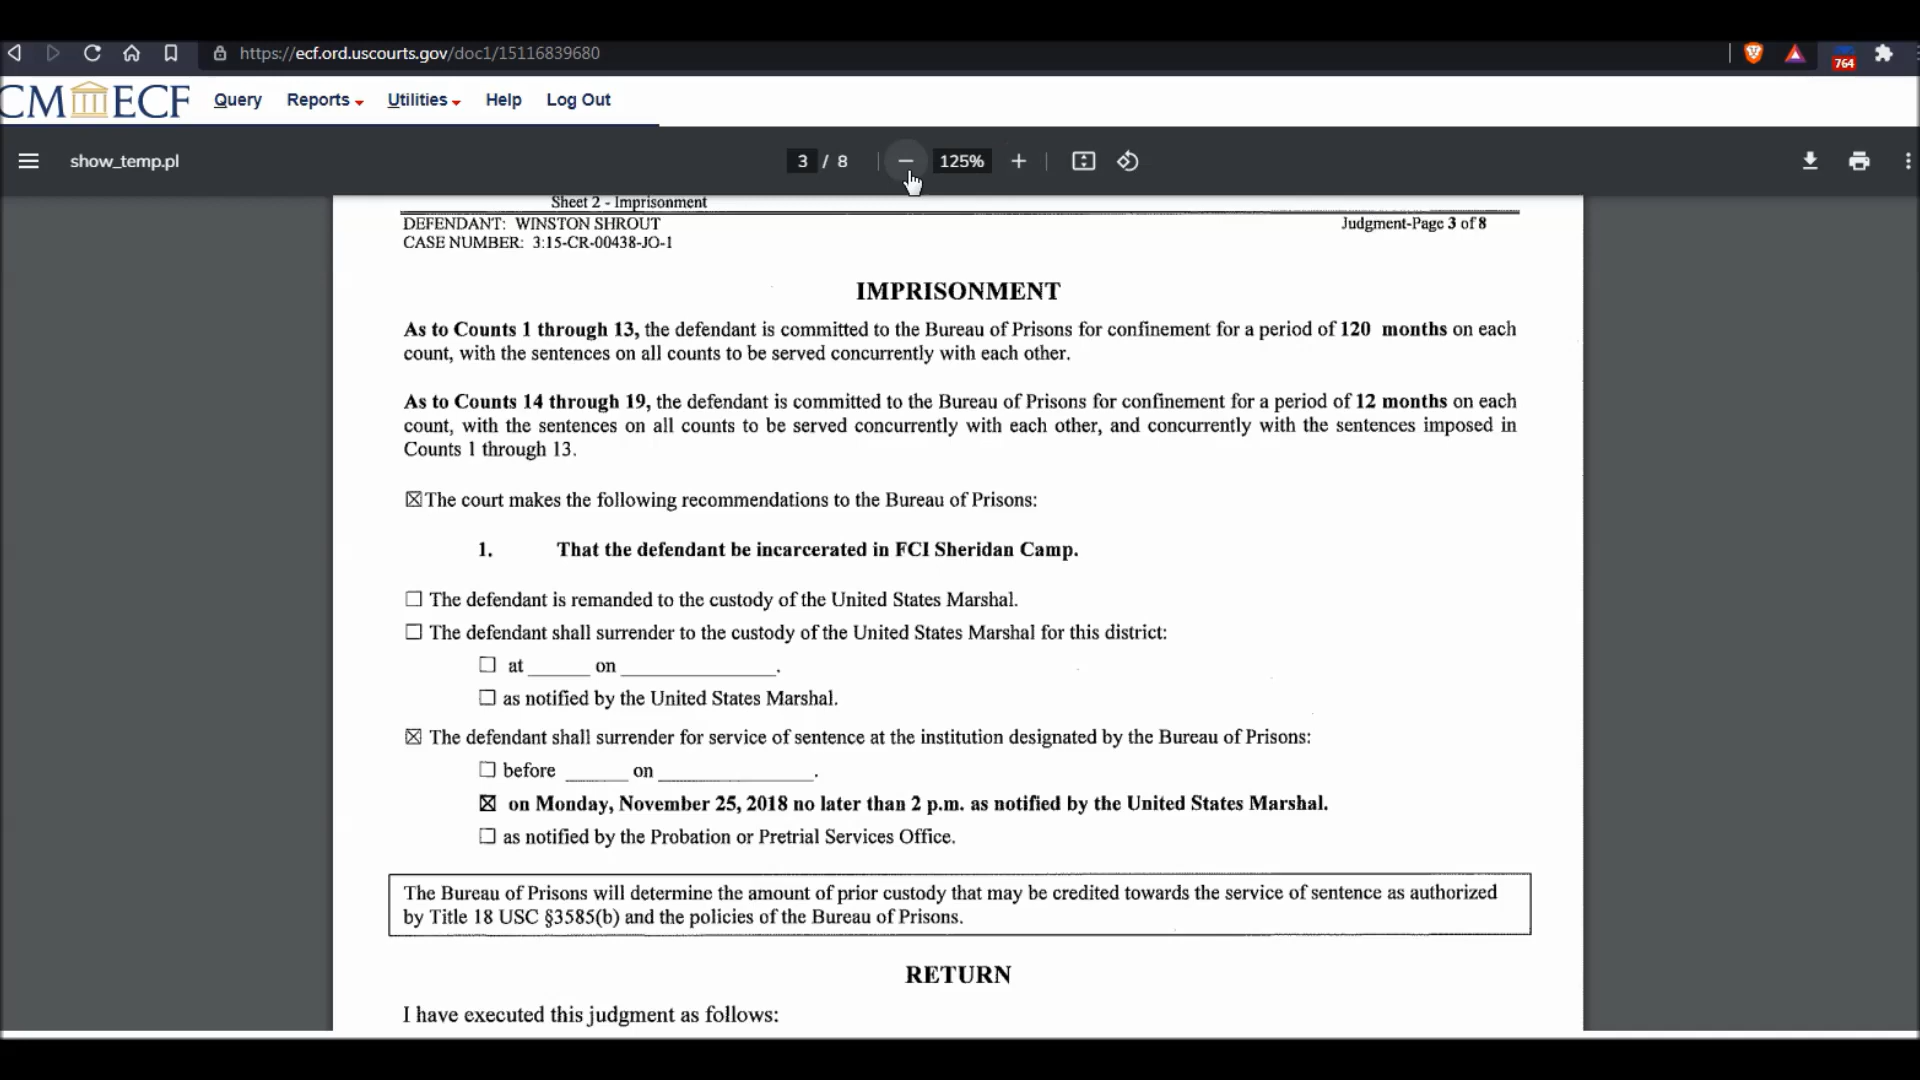 https://ecf.ord.uscourts.gov/doc1/15116839680
764
CM ECF Query Reports Utilities Help Log Out
show_temp.pl 3 / 8 125%
Sheet 2 - Imprisonment
DEFENDANT: WINSTON SHROUT Judgment-Page 3 of 8
CASE NUMBER: 3:15-CR-00438-JO-1
IMPRISONMENT
As to Counts 1 through 13, the defendant is committed to the Bureau of Prisons for confinement for a period of 120 months on each
count, with the sentences on all counts to be served concurrently with each other.
As to Counts 14 through 19, the defendant is committed to the Bureau of Prisons for confinement for a period of 12 months on each
count, with the sentences on all counts to be served concurrently with each other, and concurrently with the sentences imposed in
Counts 1 through 13.
☒The court makes the following recommendations to the Bureau of Prisons:
1. That the defendant be incarcerated in FCI Sheridan Camp.
☐ The defendant is remanded to the custody of the United States Marshal.
☐ The defendant shall surrender to the custody of the United States Marshal for this district:
☐ at ______ on _______________.
☐ as notified by the United States Marshal.
☒ The defendant shall surrender for service of sentence at the institution designated by the Bureau of Prisons:
☐ before ______ on _______________.
☒ on Monday, November 25, 2018 no later than 2 p.m. as notified by the United States Marshal.
☐ as notified by the Probation or Pretrial Services Office.
The Bureau of Prisons will determine the amount of prior custody that may be credited towards the service of sentence as authorized
by Title 18 USC §3585(b) and the policies of the Bureau of Prisons.
RETURN
I have executed this judgment as follows: